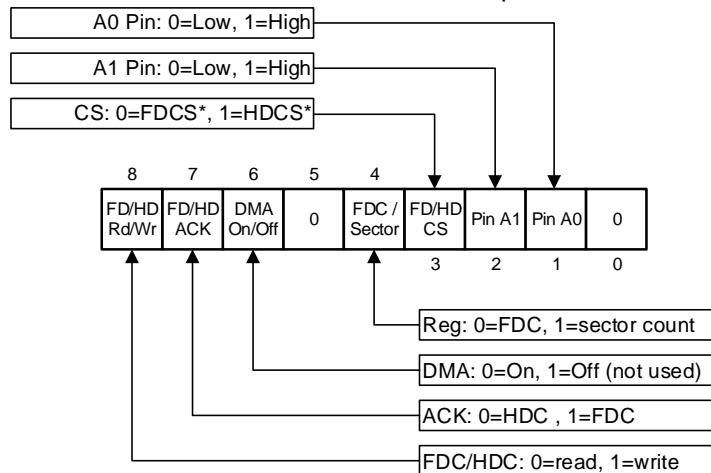 A0 Pin: 0=Low, 1=High
A1 Pin: 0=Low, 1=High
CS: 0=FDCS*, 1=HDCS*
8 7 6 5 4
FD/HD Rd/Wr
FD/HD ACK
DMA On/Off
0
FDC / Sector
FD/HD CS
Pin A1
Pin A0
0
3 2 1 0
Reg: 0=FDC, 1=sector count
DMA: 0=On, 1=Off (not used)
ACK: 0=HDC , 1=FDC
FDC/HDC: 0=read, 1=write